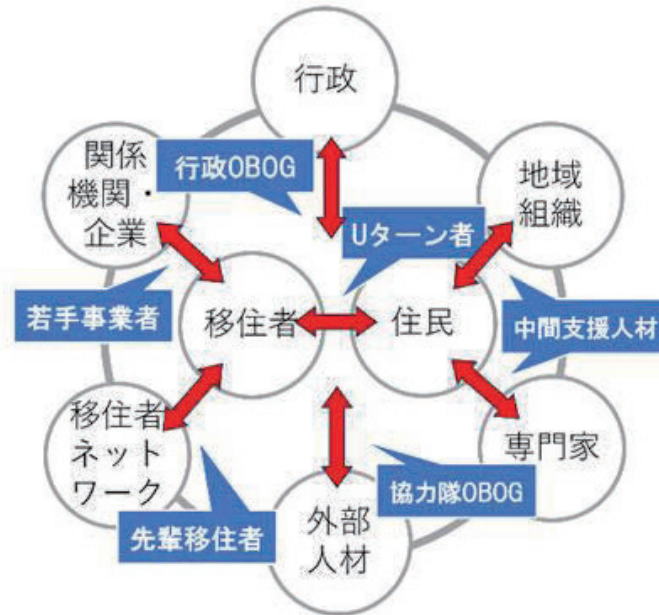 行政
関係
機関・
企業
行政OBOG
地域
組織
Uターン者
若手事業者
移住者
住民
中間支援人材
移住者
ネット
ワーク
専門家
協力隊OBOG
先輩移住者
外部
人材